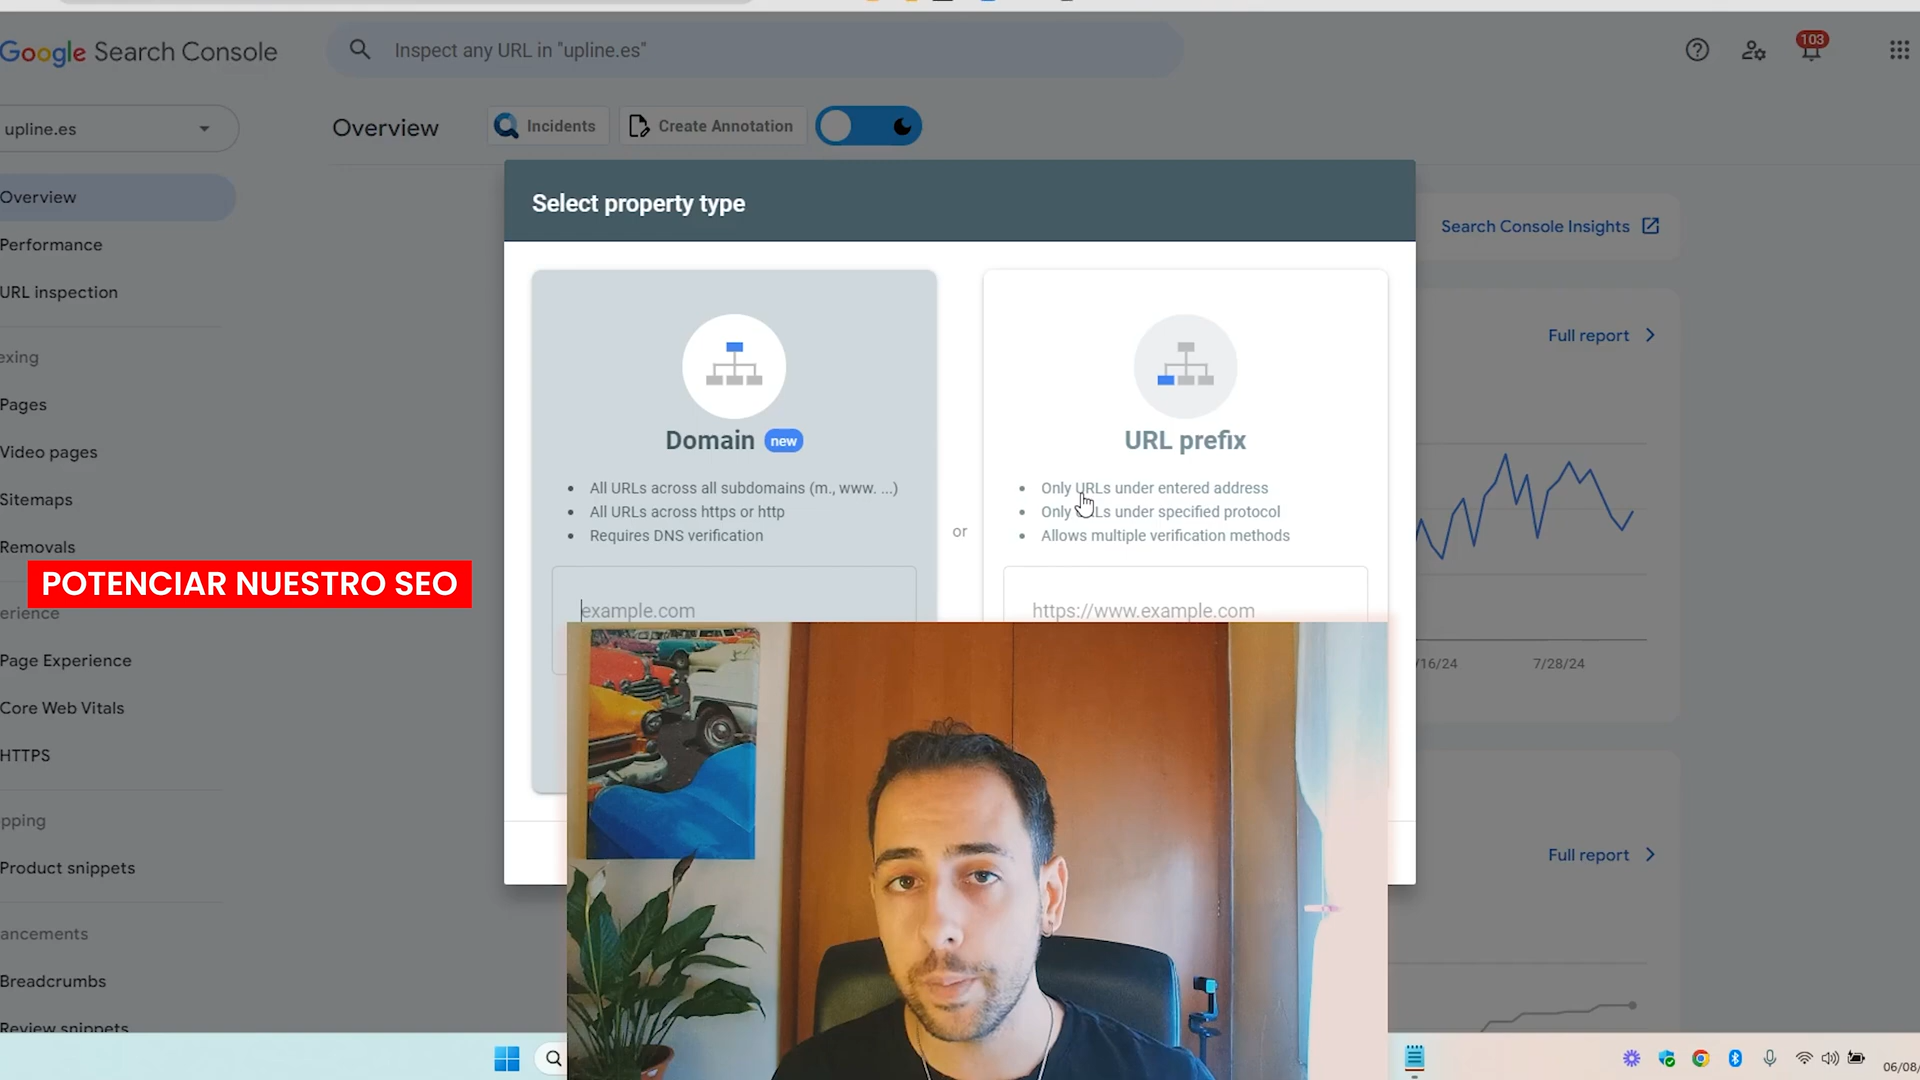 Google Search Console
Inspect any URL in "upline.es"
103
upline.es
Overview
Incidents
Create Annotation
Overview
Performance
URL inspection
exing
Pages
Video pages
Sitemaps
Removals
POTENCIAR NUESTRO SEO
erience
Page Experience
Core Web Vitals
HTTPS
pping
Product snippets
ancements
Breadcrumbs
Review snippets
Select property type
Domain new
All URLs across all subdomains (m., www. ...)
All URLs across https or http
Requires DNS verification
example.com
or
URL prefix
Only URLs under entered address
Only URLs under specified protocol
Allows multiple verification methods
https://www.example.com
Search Console Insights
Full report
/16/24
7/28/24
Full report
06/08/